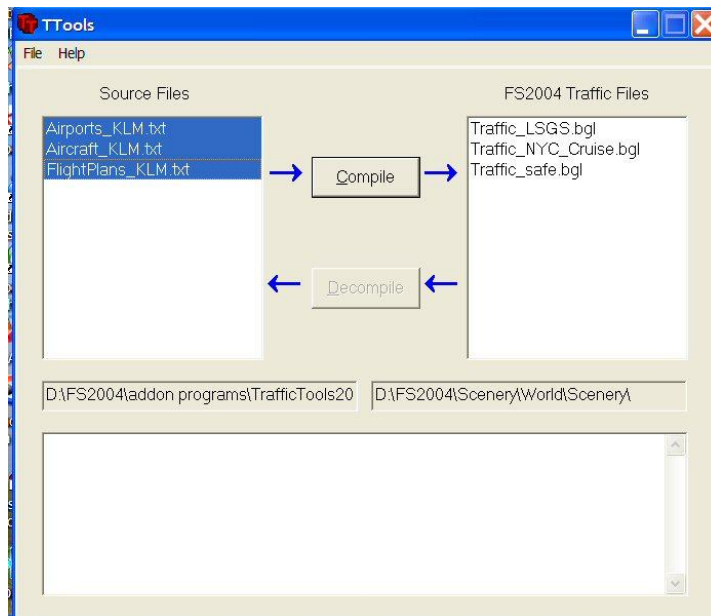 TTools
File Help
Source Files
FS2004 Traffic Files
Airports_KLM.txt
Aircraft_KLM.txt
FlightPlans_KLM.txt
Compile
Decompile
Traffic_LSGS.bgl
Traffic_NYC_Cruise.bgl
Traffic_safe.bgl
D:\FS2004\addon programs\TrafficTools20
D:\FS2004\Scenery\World\Scenery\